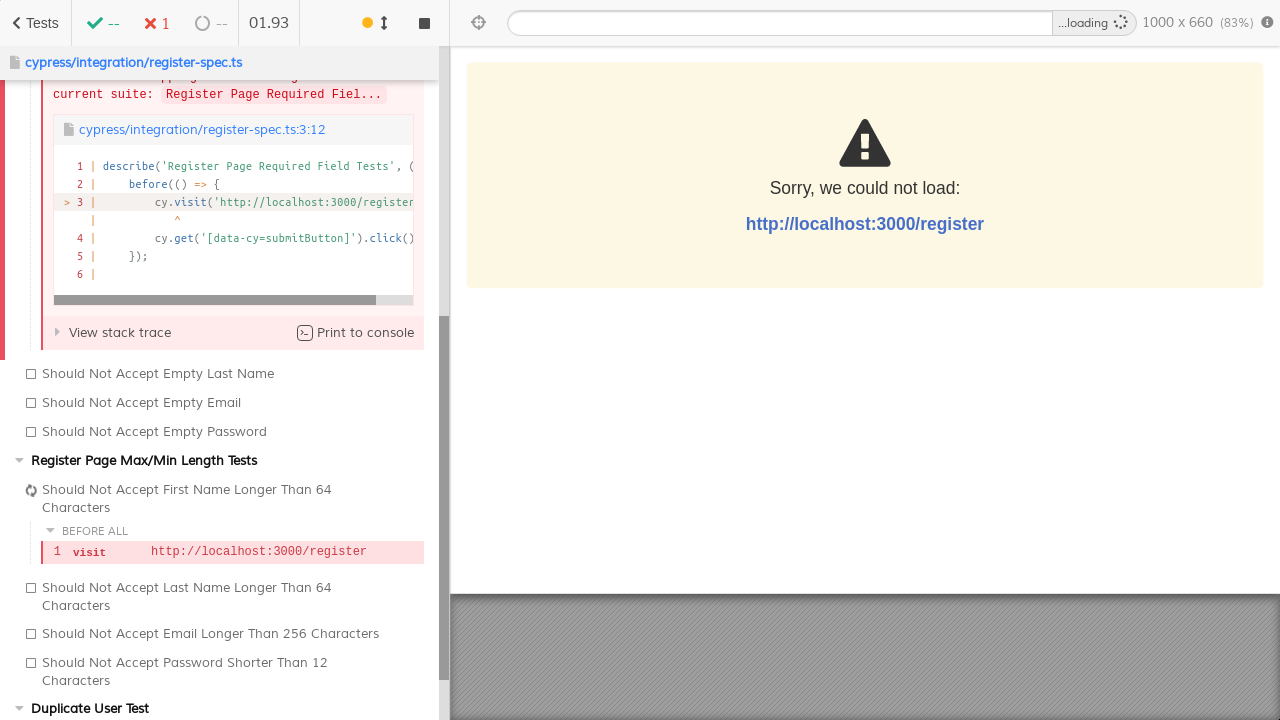 Tests
--
1
--
01.93
...loading
1000 x 660 (83%)
cypress/integration/register-spec.ts
current suite: Register Page Required Fiel...
cypress/integration/register-spec.ts:3:12
1 | describe('Register Page Required Field Tests', (
2 |     before(() => {
> 3 |         cy.visit('http://localhost:3000/register
|            ^
4 |         cy.get('[data-cy=submitButton]').click()
5 |     });
6 |
View stack trace
Print to console
Should Not Accept Empty Last Name
Should Not Accept Empty Email
Should Not Accept Empty Password
Register Page Max/Min Length Tests
Should Not Accept First Name Longer Than 64
Characters
BEFORE ALL
1 visit http://localhost:3000/register
Should Not Accept Last Name Longer Than 64
Characters
Should Not Accept Email Longer Than 256 Characters
Should Not Accept Password Shorter Than 12
Characters
Duplicate User Test
Sorry, we could not load:
http://localhost:3000/register